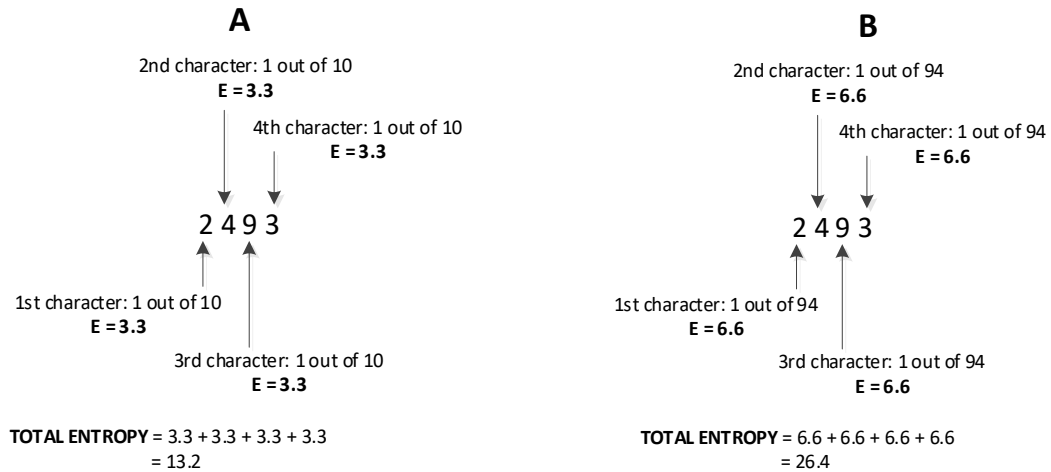 A
2nd character: 1 out of 10
E = 3.3
4th character: 1 out of 10
E = 3.3
2 4 9 3
1st character: 1 out of 10
E = 3.3
3rd character: 1 out of 10
E = 3.3
TOTAL ENTROPY = 3.3 + 3.3 + 3.3 + 3.3
= 13.2
B
2nd character: 1 out of 94
E = 6.6
4th character: 1 out of 94
E = 6.6
2 4 9 3
1st character: 1 out of 94
E = 6.6
3rd character: 1 out of 94
E = 6.6
TOTAL ENTROPY = 6.6 + 6.6 + 6.6 + 6.6
= 26.4